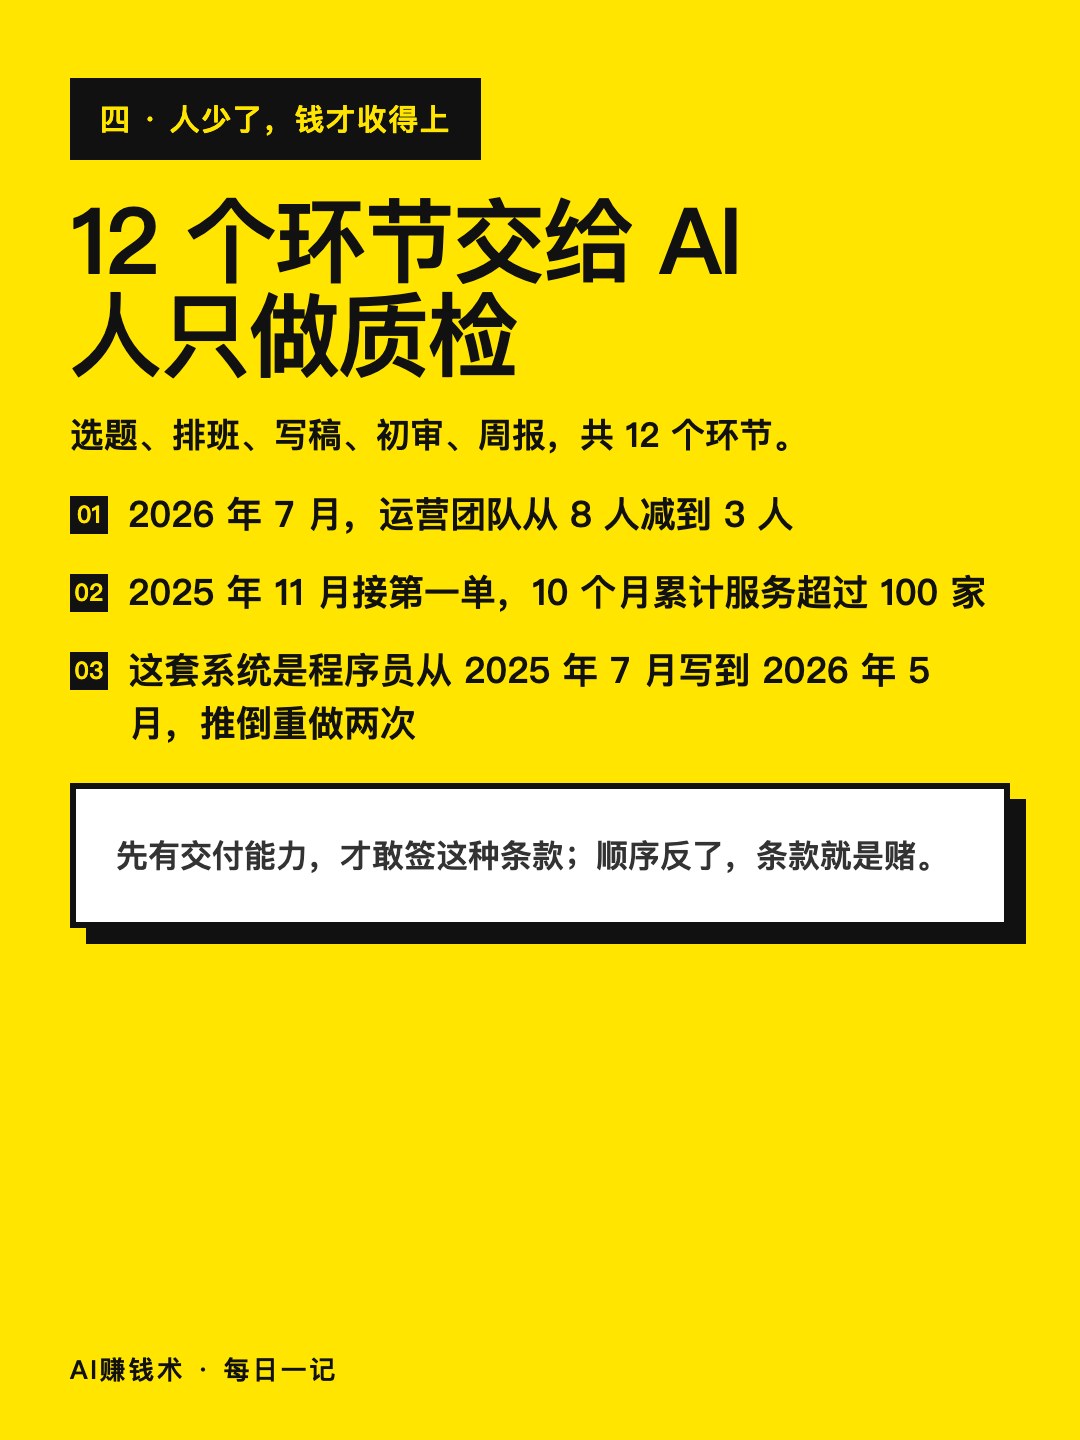 四 · 人少了，钱才收得上
12 个环节交给 AI
人只做质检
选题、排班、写稿、初审、周报，共 12 个环节。
01 2026 年 7 月，运营团队从 8 人减到 3 人
02 2025 年 11 月接第一单，10 个月累计服务超过 100 家
03 这套系统是程序员从 2025 年 7 月写到 2026 年 5
月，推倒重做两次
先有交付能力，才敢签这种条款；顺序反了，条款就是赌。
AI赚钱术 · 每日一记